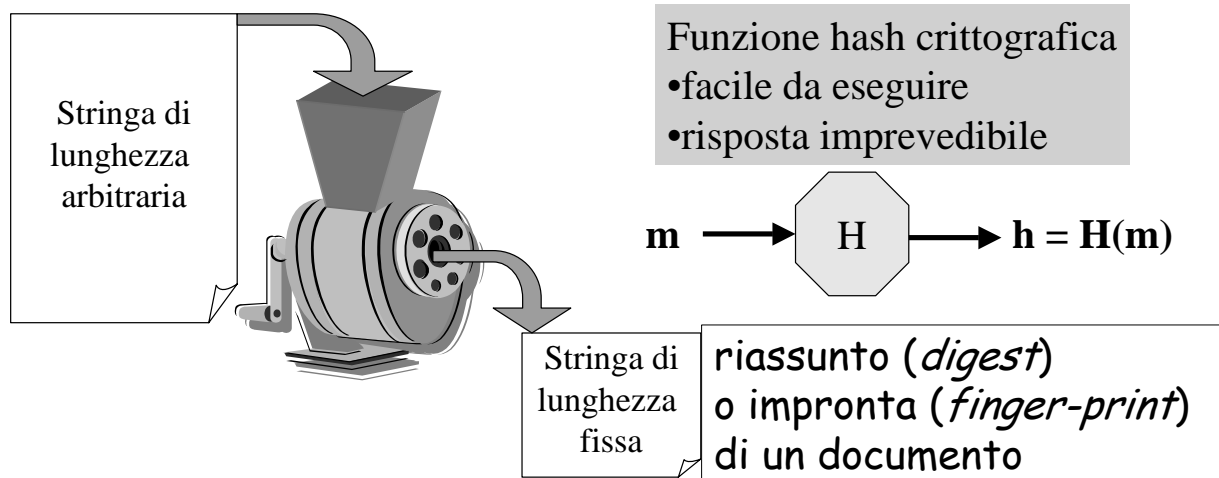 Stringa di
lunghezza
arbitraria
Funzione hash crittografica
•facile da eseguire
•risposta imprevedibile
m
H
h = H(m)
Stringa di
lunghezza
fissa
riassunto (digest)
o impronta (finger-print)
di un documento